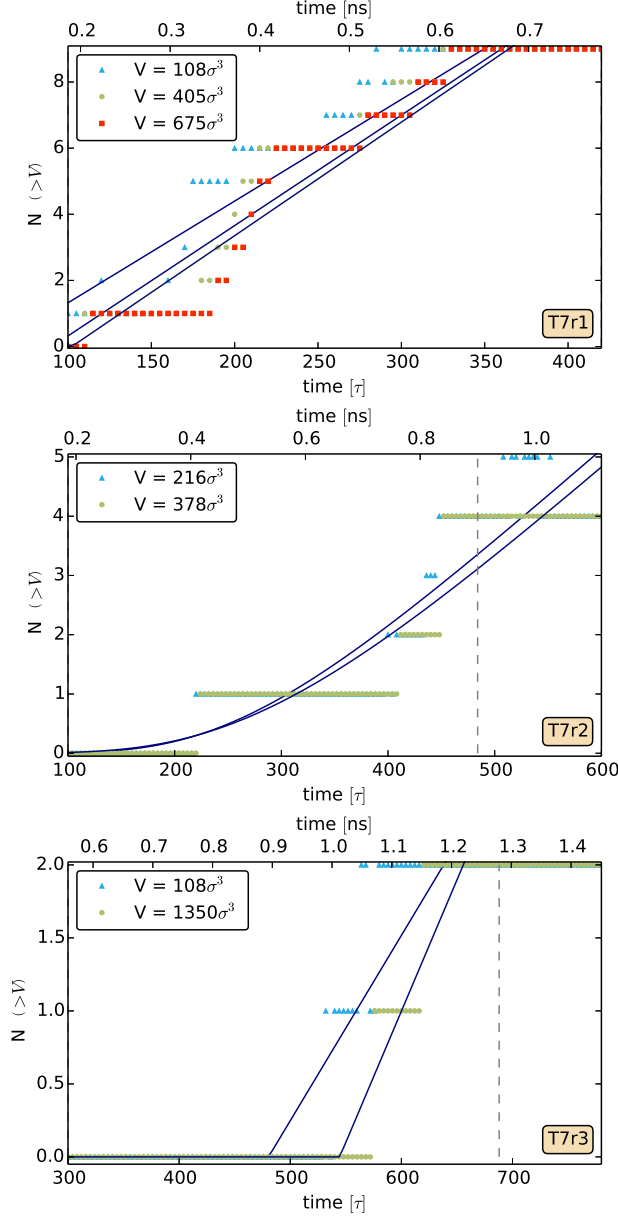 time [ns]
0.2 0.3 0.4 0.5 0.6 0.7
V = 108σ³
V = 405σ³
V = 675σ³
8
6
4
2
0
N (>V)
T7r1
100 150 200 250 300 350 400
time [τ]
time [ns]
0.2 0.4 0.6 0.8 1.0
V = 216σ³
V = 378σ³
5
4
3
2
1
0
N (>V)
T7r2
100 200 300 400 500 600
time [τ]
time [ns]
0.6 0.7 0.8 0.9 1.0 1.1 1.2 1.3 1.4
V = 108σ³
V = 1350σ³
2.0
1.5
1.0
0.5
0.0
N (>V)
T7r3
300 400 500 600 700
time [τ]